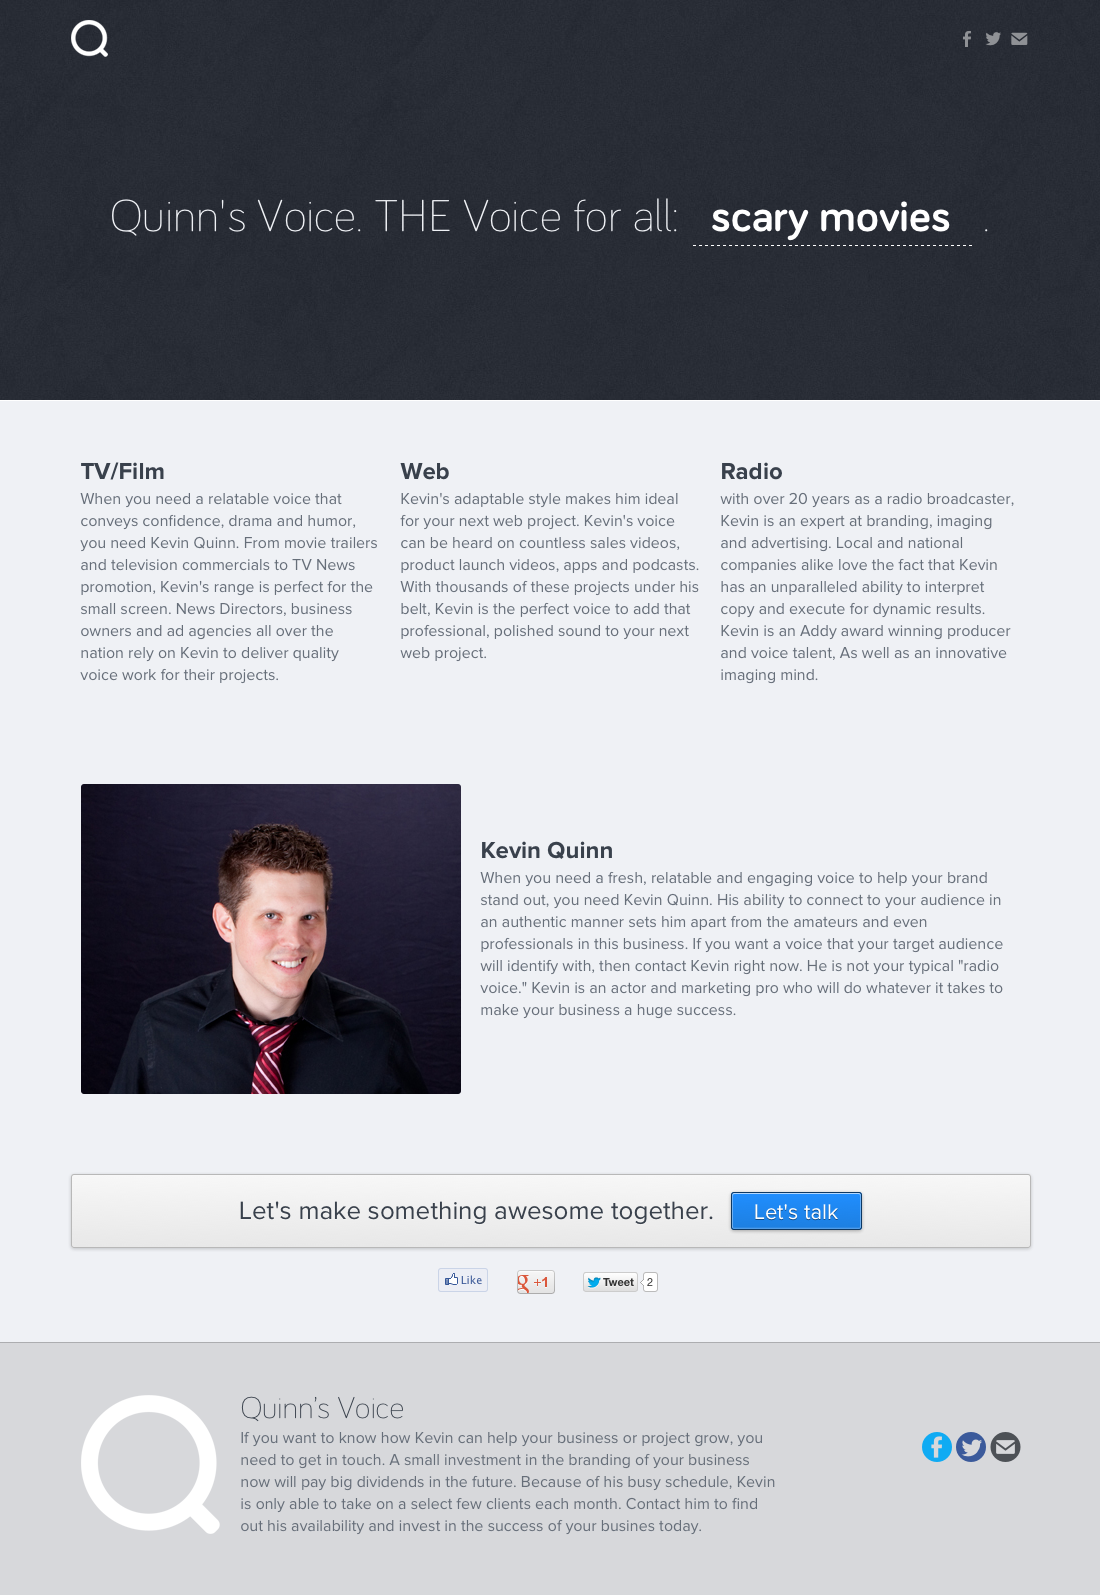 Quinn's Voice. THE Voice for all: scary movies .
TV/Film
When you need a relatable voice that
conveys confidence, drama and humor,
you need Kevin Quinn. From movie trailers
and television commercials to TV News
promotion, Kevin's range is perfect for the
small screen. News Directors, business
owners and ad agencies all over the
nation rely on Kevin to deliver quality
voice work for their projects.
Web
Kevin's adaptable style makes him ideal
for your next web project. Kevin's voice
can be heard on countless sales videos,
product launch videos, apps and podcasts.
With thousands of these projects under his
belt, Kevin is the perfect voice to add that
professional, polished sound to your next
web project.
Radio
with over 20 years as a radio broadcaster,
Kevin is an expert at branding, imaging
and advertising. Local and national
companies alike love the fact that Kevin
has an unparalleled ability to interpret
copy and execute for dynamic results.
Kevin is an Addy award winning producer
and voice talent, As well as an innovative
imaging mind.
Kevin Quinn
When you need a fresh, relatable and engaging voice to help your brand
stand out, you need Kevin Quinn. His ability to connect to your audience in
an authentic manner sets him apart from the amateurs and even
professionals in this business. If you want a voice that your target audience
will identify with, then contact Kevin right now. He is not your typical "radio
voice." Kevin is an actor and marketing pro who will do whatever it takes to
make your business a huge success.
Let's make something awesome together. Let's talk
Like g +1 Tweet 2
Quinn's Voice
If you want to know how Kevin can help your business or project grow, you
need to get in touch. A small investment in the branding of your business
now will pay big dividends in the future. Because of his busy schedule, Kevin
is only able to take on a select few clients each month. Contact him to find
out his availability and invest in the success of your busines today.